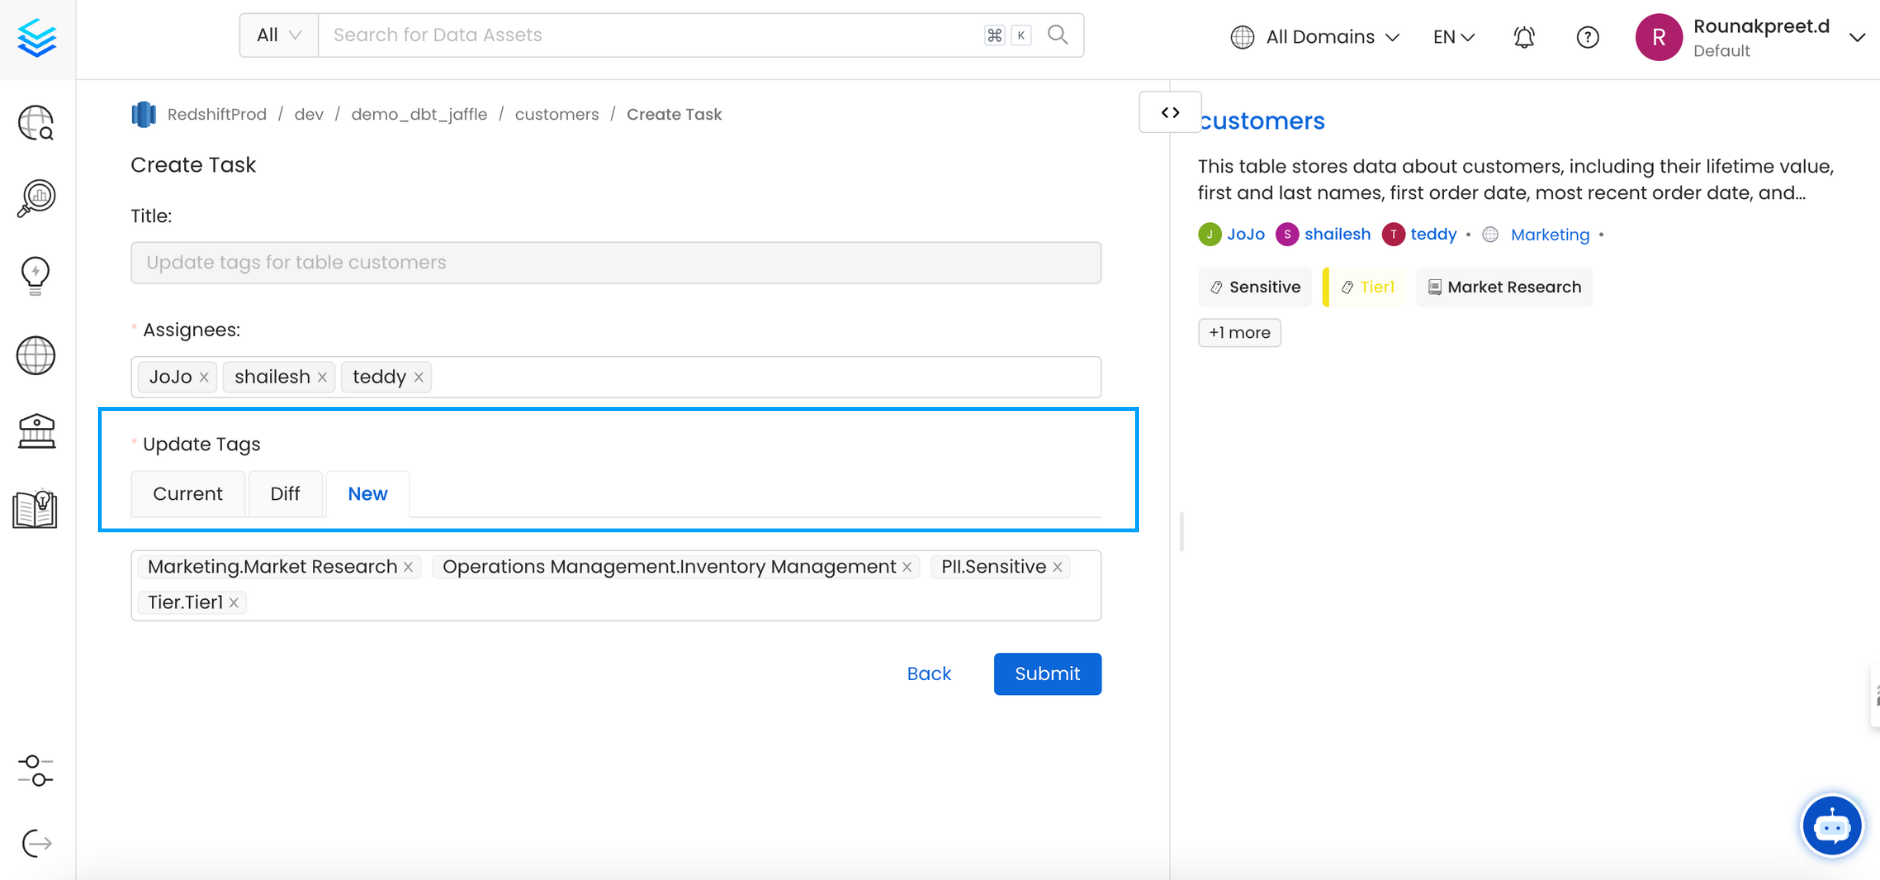 All
Search for Data Assets
⌘ K
All Domains
EN
R
Rounakpreet.d
Default
RedshiftProd / dev / demo_dbt_jaffle / customers / Create Task
Create Task
Title:
Update tags for table customers
* Assignees:
JoJo × shailesh × teddy ×
* Update Tags
Current Diff New
Marketing.Market Research × Operations Management.Inventory Management × PII.Sensitive ×
Tier.Tier1 ×
Back Submit
<>
customers
This table stores data about customers, including their lifetime value,
first and last names, first order date, most recent order date, and...
J JoJo S shailesh T teddy • Marketing •
Sensitive Tier1 Market Research
+1 more